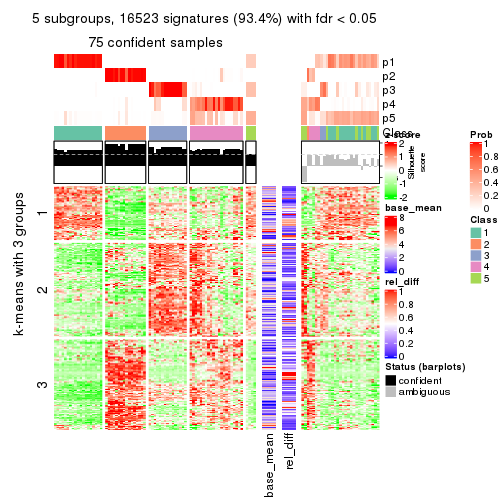 5 subgroups, 16523 signatures (93.4%) with fdr < 0.05
75 confident samples
p1
p2
p3
p4
p5
Class
Silhouette
score
k-means with 3 groups
1
2
3
base_mean
rel_diff
z-score
2
1
0
-1
-2
base_mean
8
6
4
2
0
rel_diff
1
0.8
0.6
0.4
0.2
0
Status (barplots)
confident
ambiguous
Prob
1
0.8
0.6
0.4
0.2
0
Class
1
2
3
4
5